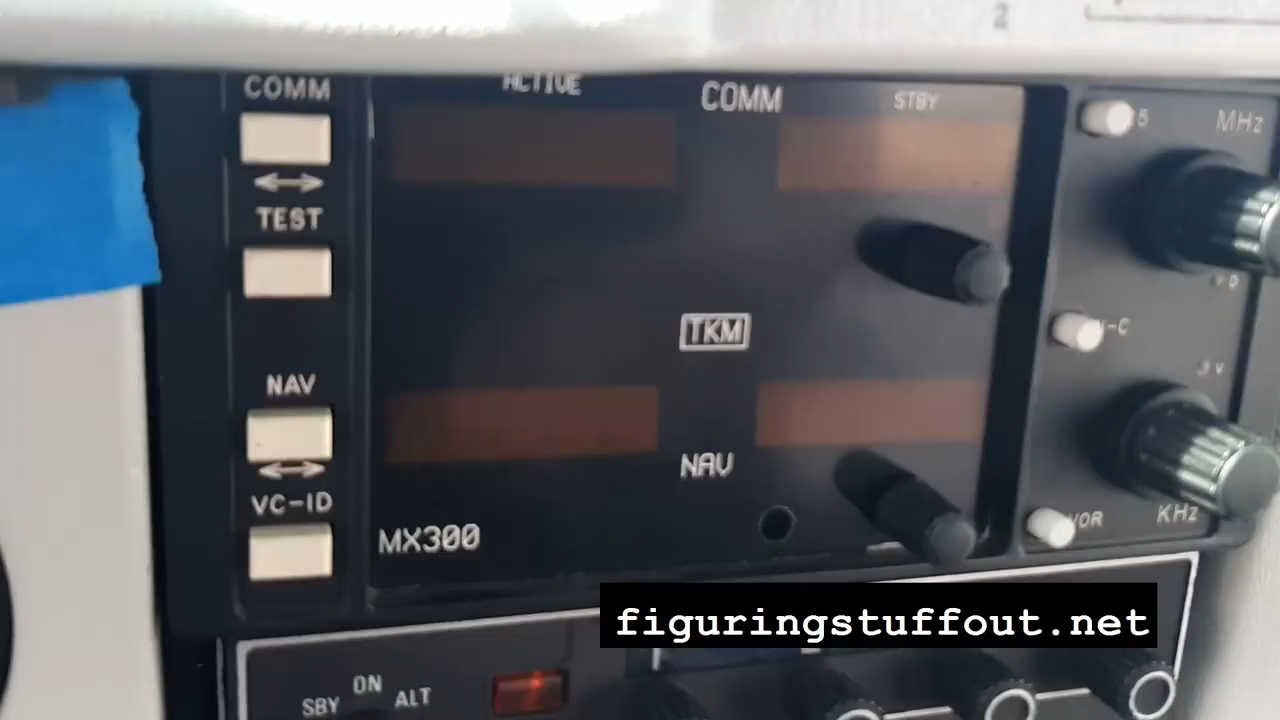 2
COMM
ACTIVE
COMM
STBY
5
MHz
TEST
TKM
NAV
NAV
VC-ID
VOR
KHz
MX300
figuringstuffout.net
SBY
ON
ALT